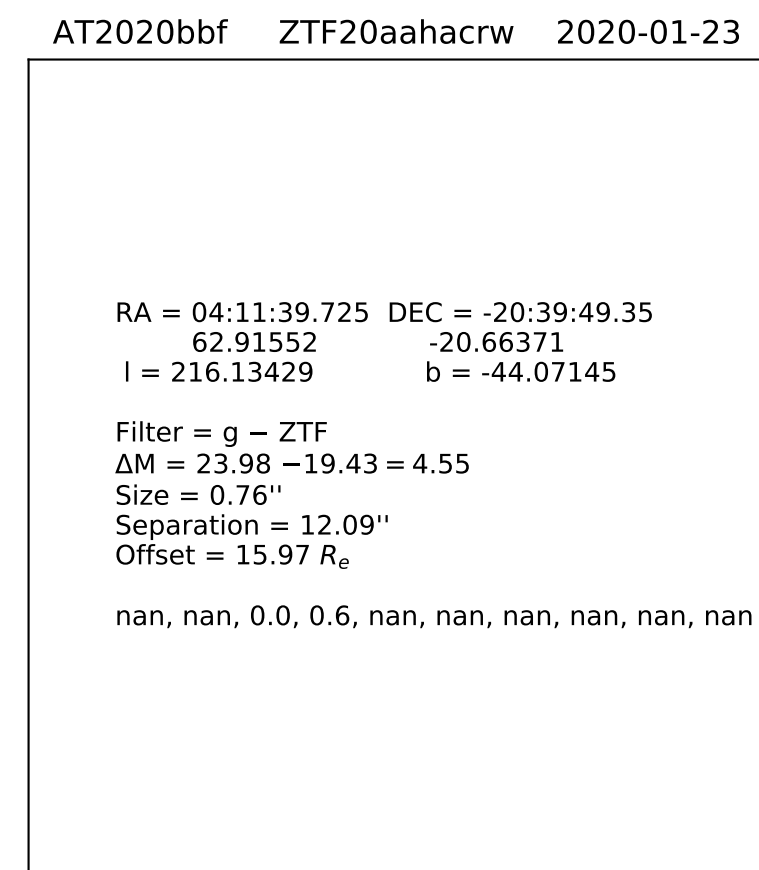 AT2020bbf ZTF20aahacrw 2020-01-23
RA = 04:11:39.725 DEC = -20:39:49.35
62.91552 -20.66371
l = 216.13429 b = -44.07145
Filter = g − ZTF
ΔM = 23.98 −19.43 = 4.55
Size = 0.76''
Separation = 12.09''
Offset = 15.97 Rₑ
nan, nan, 0.0, 0.6, nan, nan, nan, nan, nan, nan